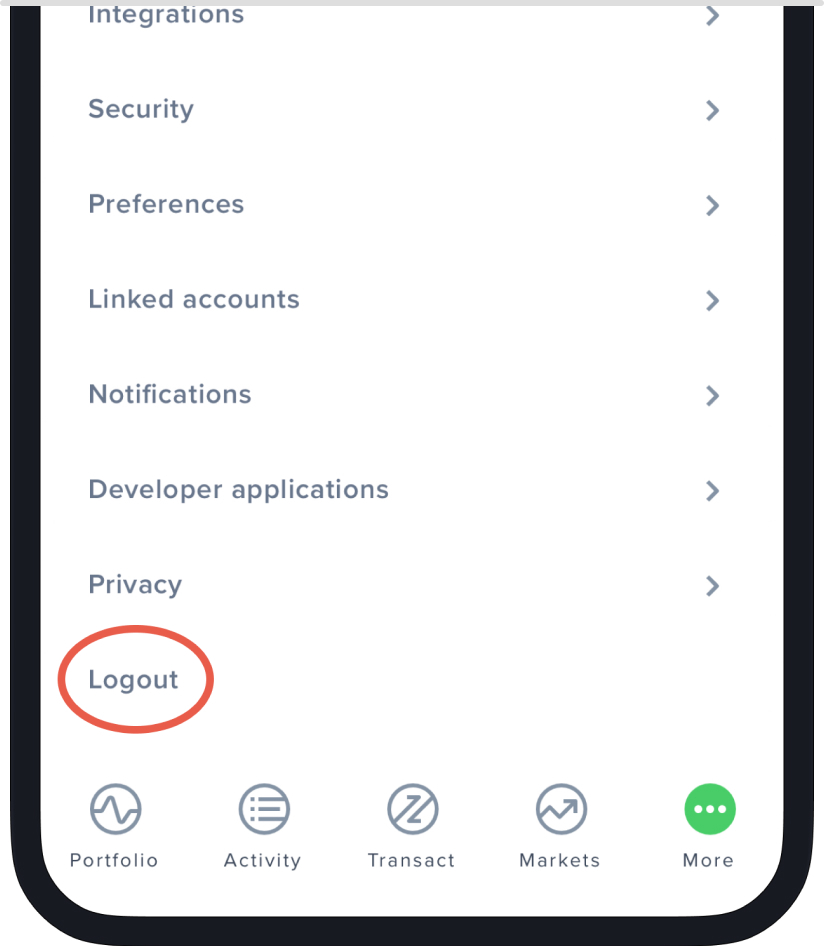 Integrations
Security
Preferences
Linked accounts
Notifications
Developer applications
Privacy
Logout
Portfolio Activity Transact Markets More